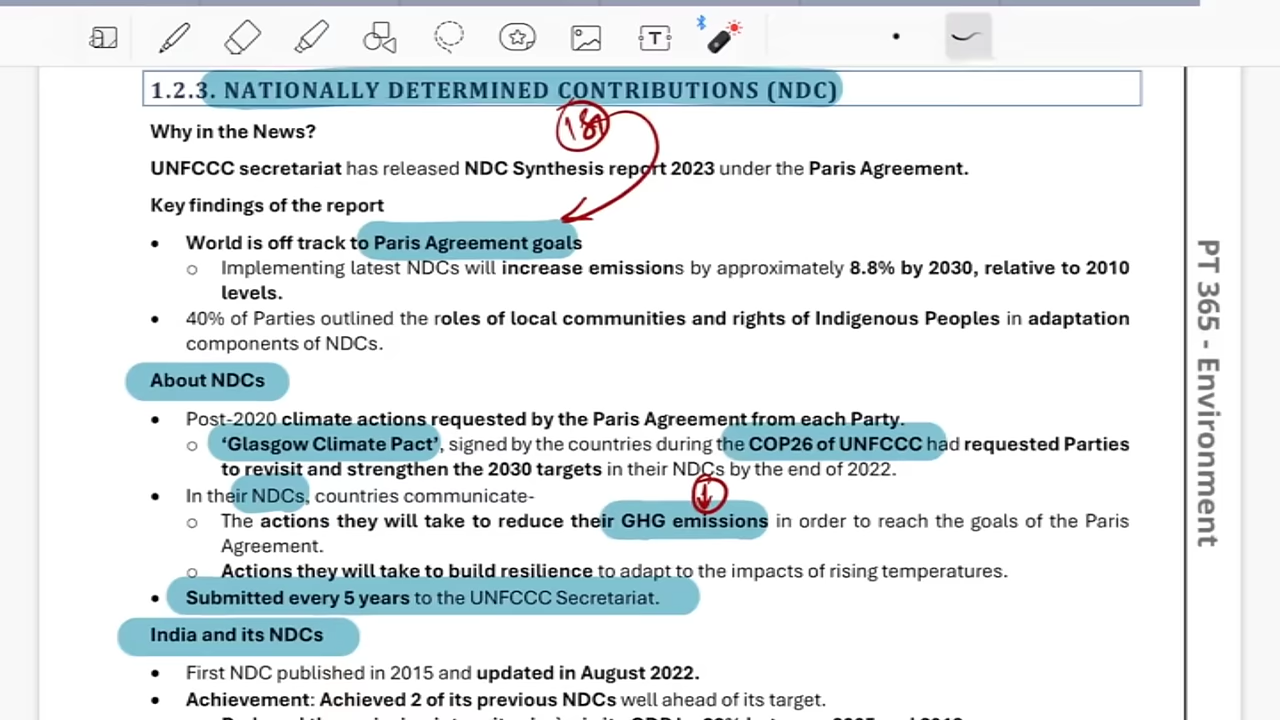 1.2.3. NATIONALLY DETERMINED CONTRIBUTIONS (NDC)
Why in the News?
UNFCCC secretariat has released NDC Synthesis report 2023 under the Paris Agreement.
Key findings of the report
• World is off track to Paris Agreement goals
o Implementing latest NDCs will increase emissions by approximately 8.8% by 2030, relative to 2010
levels.
• 40% of Parties outlined the roles of local communities and rights of Indigenous Peoples in adaptation
components of NDCs.
About NDCs
• Post-2020 climate actions requested by the Paris Agreement from each Party.
o ‘Glasgow Climate Pact’, signed by the countries during the COP26 of UNFCCC had requested Parties
to revisit and strengthen the 2030 targets in their NDCs by the end of 2022.
• In their NDCs, countries communicate-
o The actions they will take to reduce their GHG emissions in order to reach the goals of the Paris
Agreement.
o Actions they will take to build resilience to adapt to the impacts of rising temperatures.
• Submitted every 5 years to the UNFCCC Secretariat.
India and its NDCs
• First NDC published in 2015 and updated in August 2022.
• Achievement: Achieved 2 of its previous NDCs well ahead of its target.
PT 365 - Environment